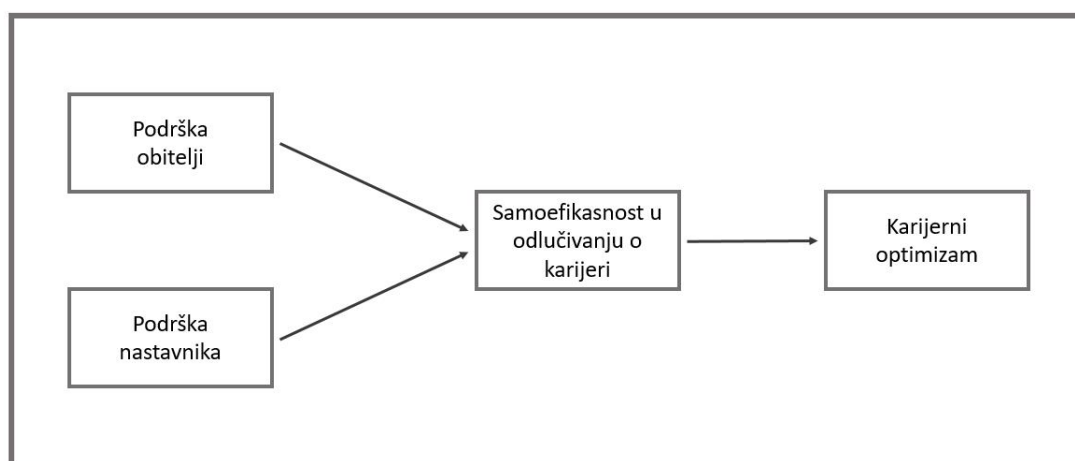 Podrška
obitelji
Podrška
nastavnika
Samoefikasnost u
odlučivanju o
karijeri
Karijerni
optimizam